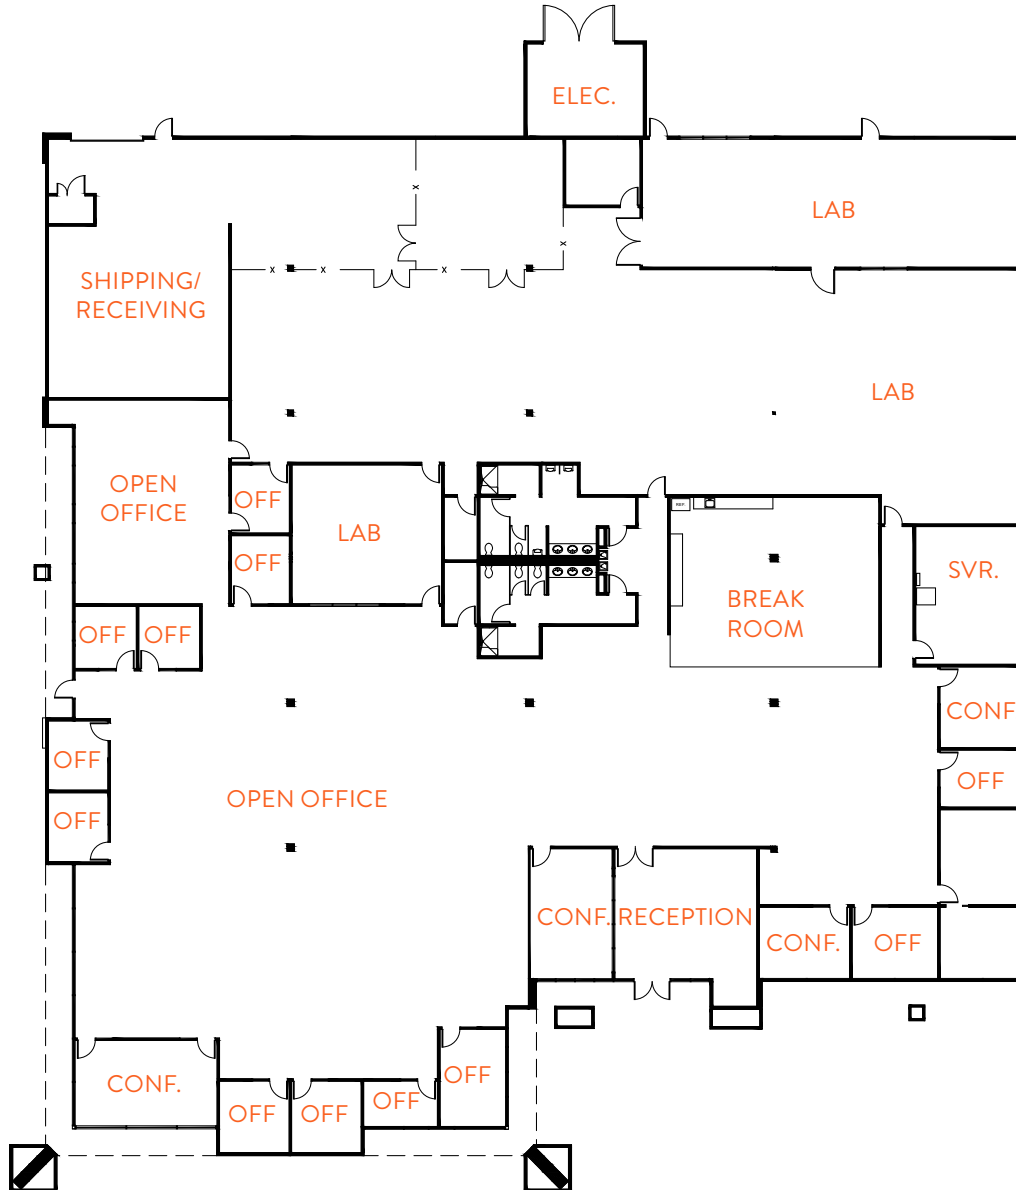 ELEC.
LAB
SHIPPING/
RECEIVING
LAB
OPEN
OFFICE
OFF
LAB
OFF
REF.
BREAK
ROOM
SVR.
OFF
OFF
CONF
OFF
OFF
OPEN OFFICE
OFF
CONF.
RECEPTION
CONF.
OFF
CONF.
OFF
OFF
OFF
OFF